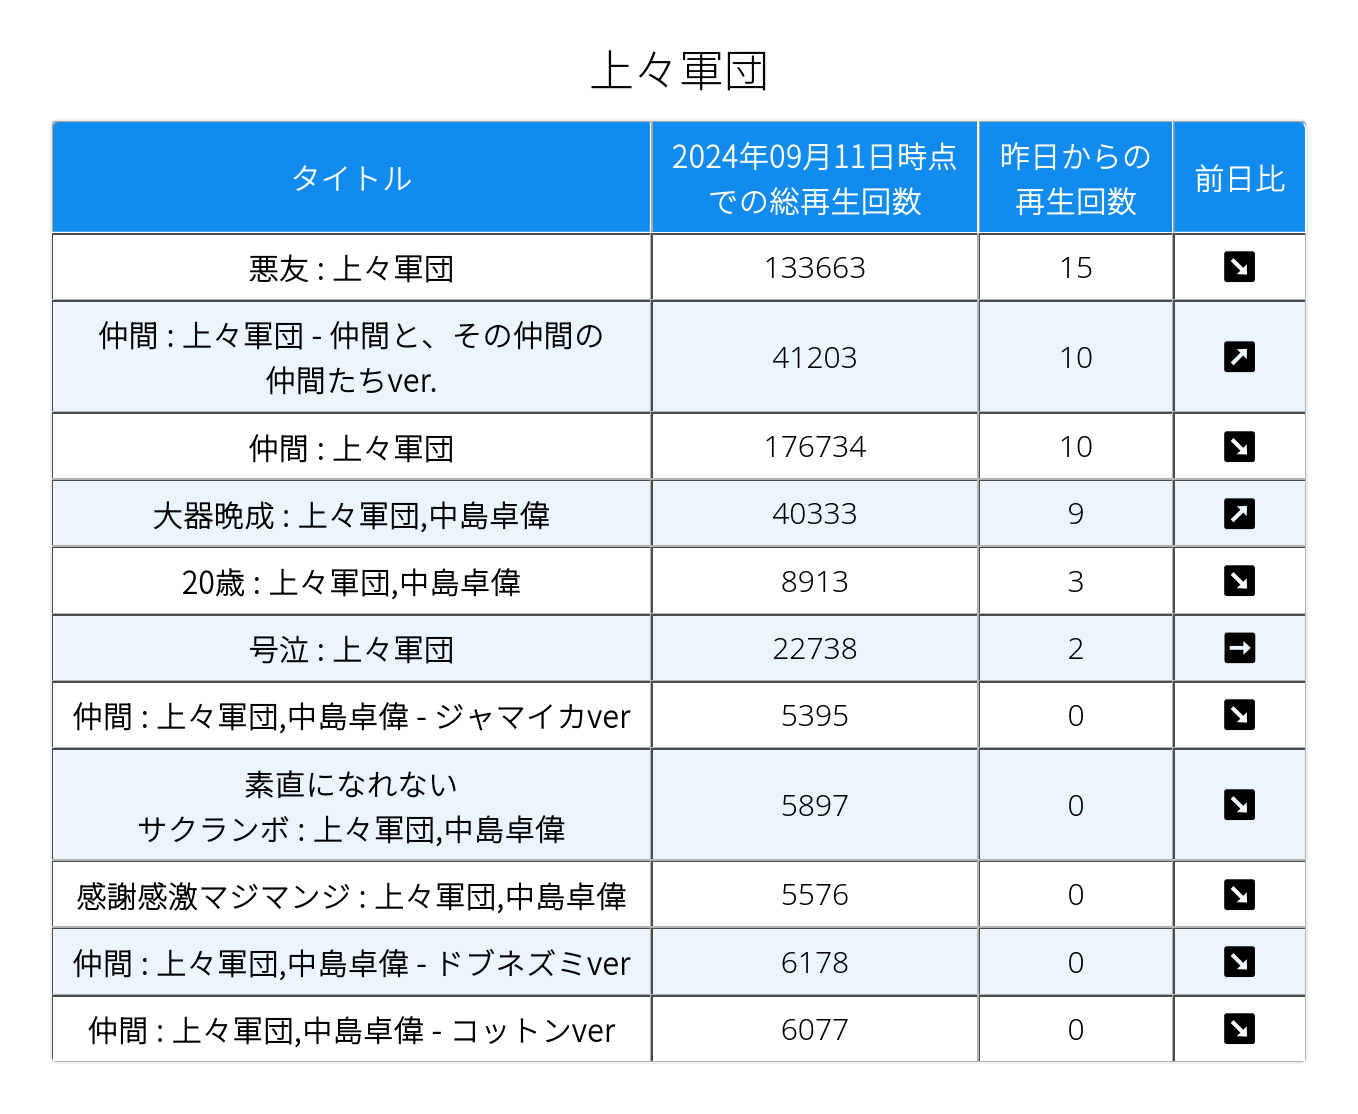 上々軍団
タイトル
2024年09月11日時点
での総再生回数
昨日からの
再生回数
前日比
悪友 : 上々軍団
133663
15
仲間 : 上々軍団 - 仲間と、その仲間の
仲間たちver.
41203
10
仲間 : 上々軍団
176734
10
大器晩成 : 上々軍団,中島卓偉
40333
9
20歳 : 上々軍団,中島卓偉
8913
3
号泣 : 上々軍団
22738
2
仲間 : 上々軍団,中島卓偉 - ジャマイカver
5395
0
素直になれない
サクランボ : 上々軍団,中島卓偉
5897
0
感謝感激マジマンジ : 上々軍団,中島卓偉
5576
0
仲間 : 上々軍団,中島卓偉 - ドブネズミver
6178
0
仲間 : 上々軍団,中島卓偉 - コットンver
6077
0